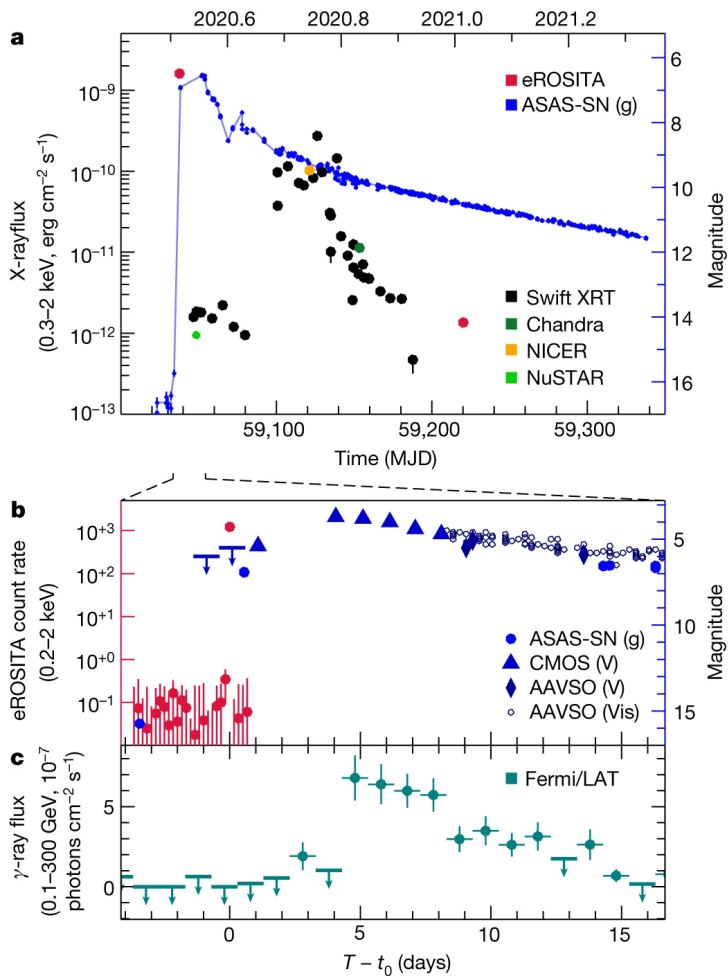 2020.6 2020.8 2021.0 2021.2
a
10⁻⁹
10⁻¹⁰
10⁻¹¹
10⁻¹²
10⁻¹³
X-rayflux
(0.3–2 keV, erg cm⁻² s⁻¹)
eROSITA
ASAS-SN (g)
Swift XRT
Chandra
NICER
NuSTAR
6
8
10
12
14
16
Magnitude
59,100 59,200 59,300
Time (MJD)
b
10⁺³
10⁺²
10⁺¹
10⁺⁰
10⁻¹
eROSITA count rate
(0.2–2 keV)
ASAS-SN (g)
CMOS (V)
AAVSO (V)
AAVSO (Vis)
5
10
15
Magnitude
c
5
0
γ-ray flux
(0.1–300 GeV, 10⁻⁷
photons cm⁻² s⁻¹)
Fermi/LAT
0 5 10 15
T − t₀ (days)